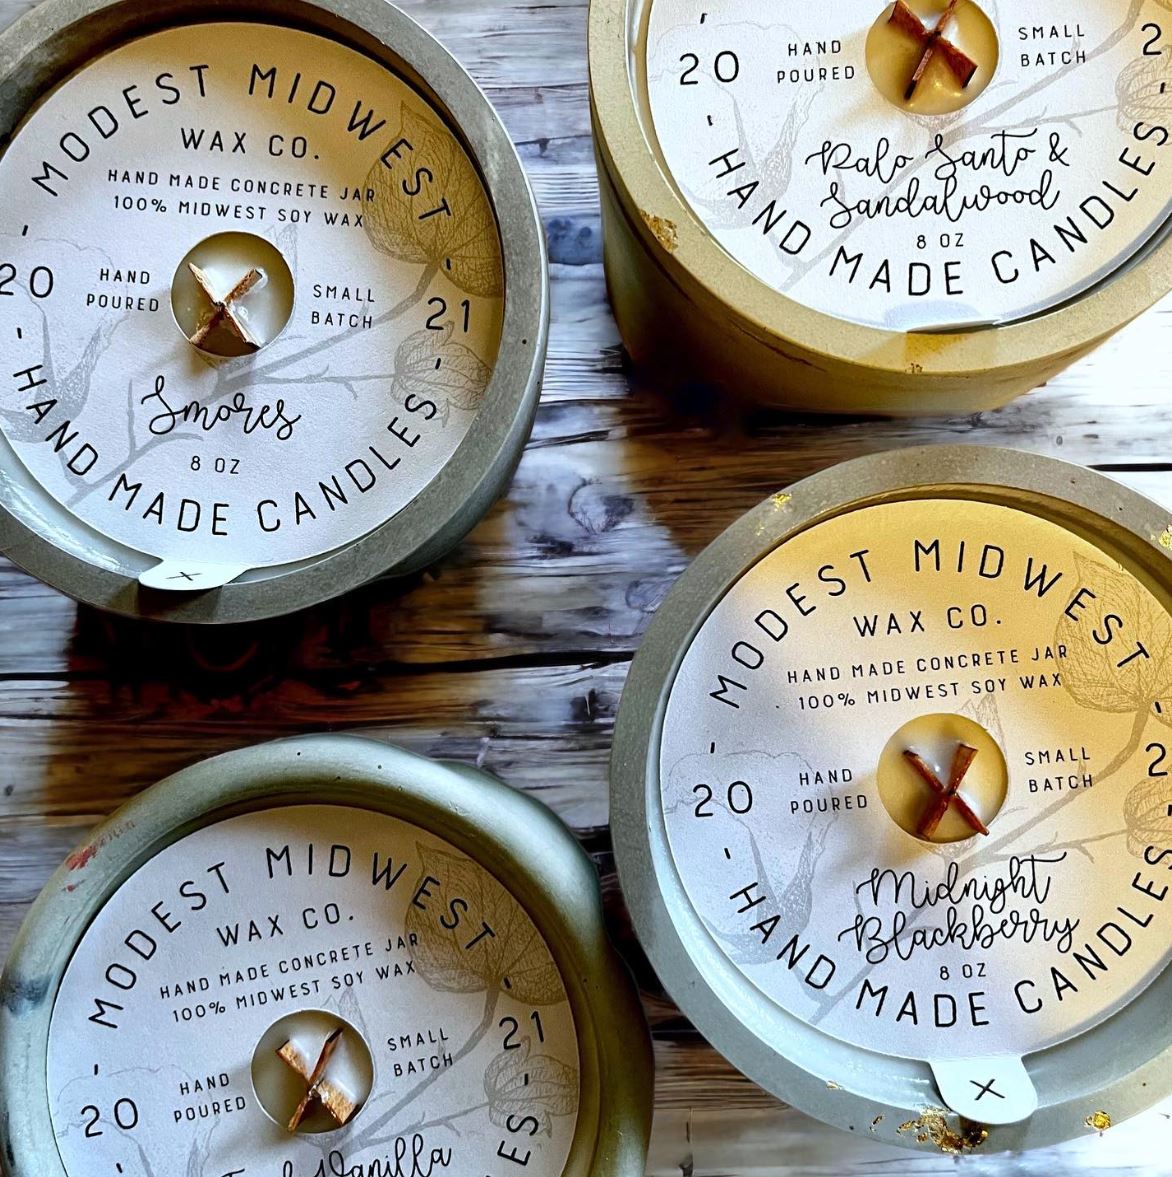 MODEST MIDWEST
WAX CO.
HAND MADE CONCRETE JAR
100% MIDWEST SOY WAX
20
HAND POURED
SMALL BATCH
21
Smores
8 OZ
HAND MADE CANDLES
X
20
HAND POURED
SMALL BATCH
2
Palo Santo &
Sandalwood
8 OZ
HAND MADE CANDLES
MODEST MIDWEST
WAX CO.
HAND MADE CONCRETE JAR
100% MIDWEST SOY WAX
20
HAND POURED
SMALL BATCH
21
Vanilla
MODEST MIDWEST
WAX CO.
HAND MADE CONCRETE JAR
100% MIDWEST SOY WAX
20
HAND POURED
SMALL BATCH
2
Midnight
Blackberry
8 OZ
HAND MADE CANDLES
X